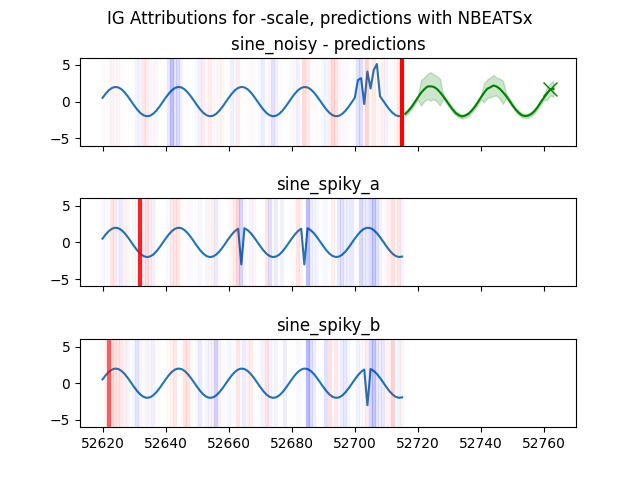 IG Attributions for -scale, predictions with NBEATSx
sine_noisy - predictions
5
0
−5
sine_spiky_a
5
0
−5
sine_spiky_b
5
0
−5
52620 52640 52660 52680 52700 52720 52740 52760